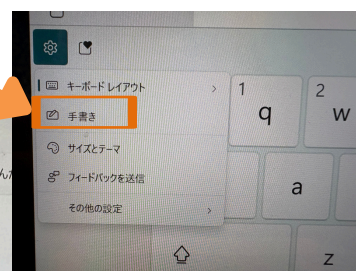 キーボード レイアウト
1
2
q
w
手書き
サイズとテーマ
フィードバックを送信
a
その他の設定
z